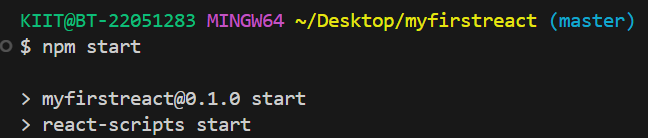 KIIT@BT-22051283 MINGW64 ~/Desktop/myfirstreact (master)
$ npm start
> myfirstreact@0.1.0 start
> react-scripts start